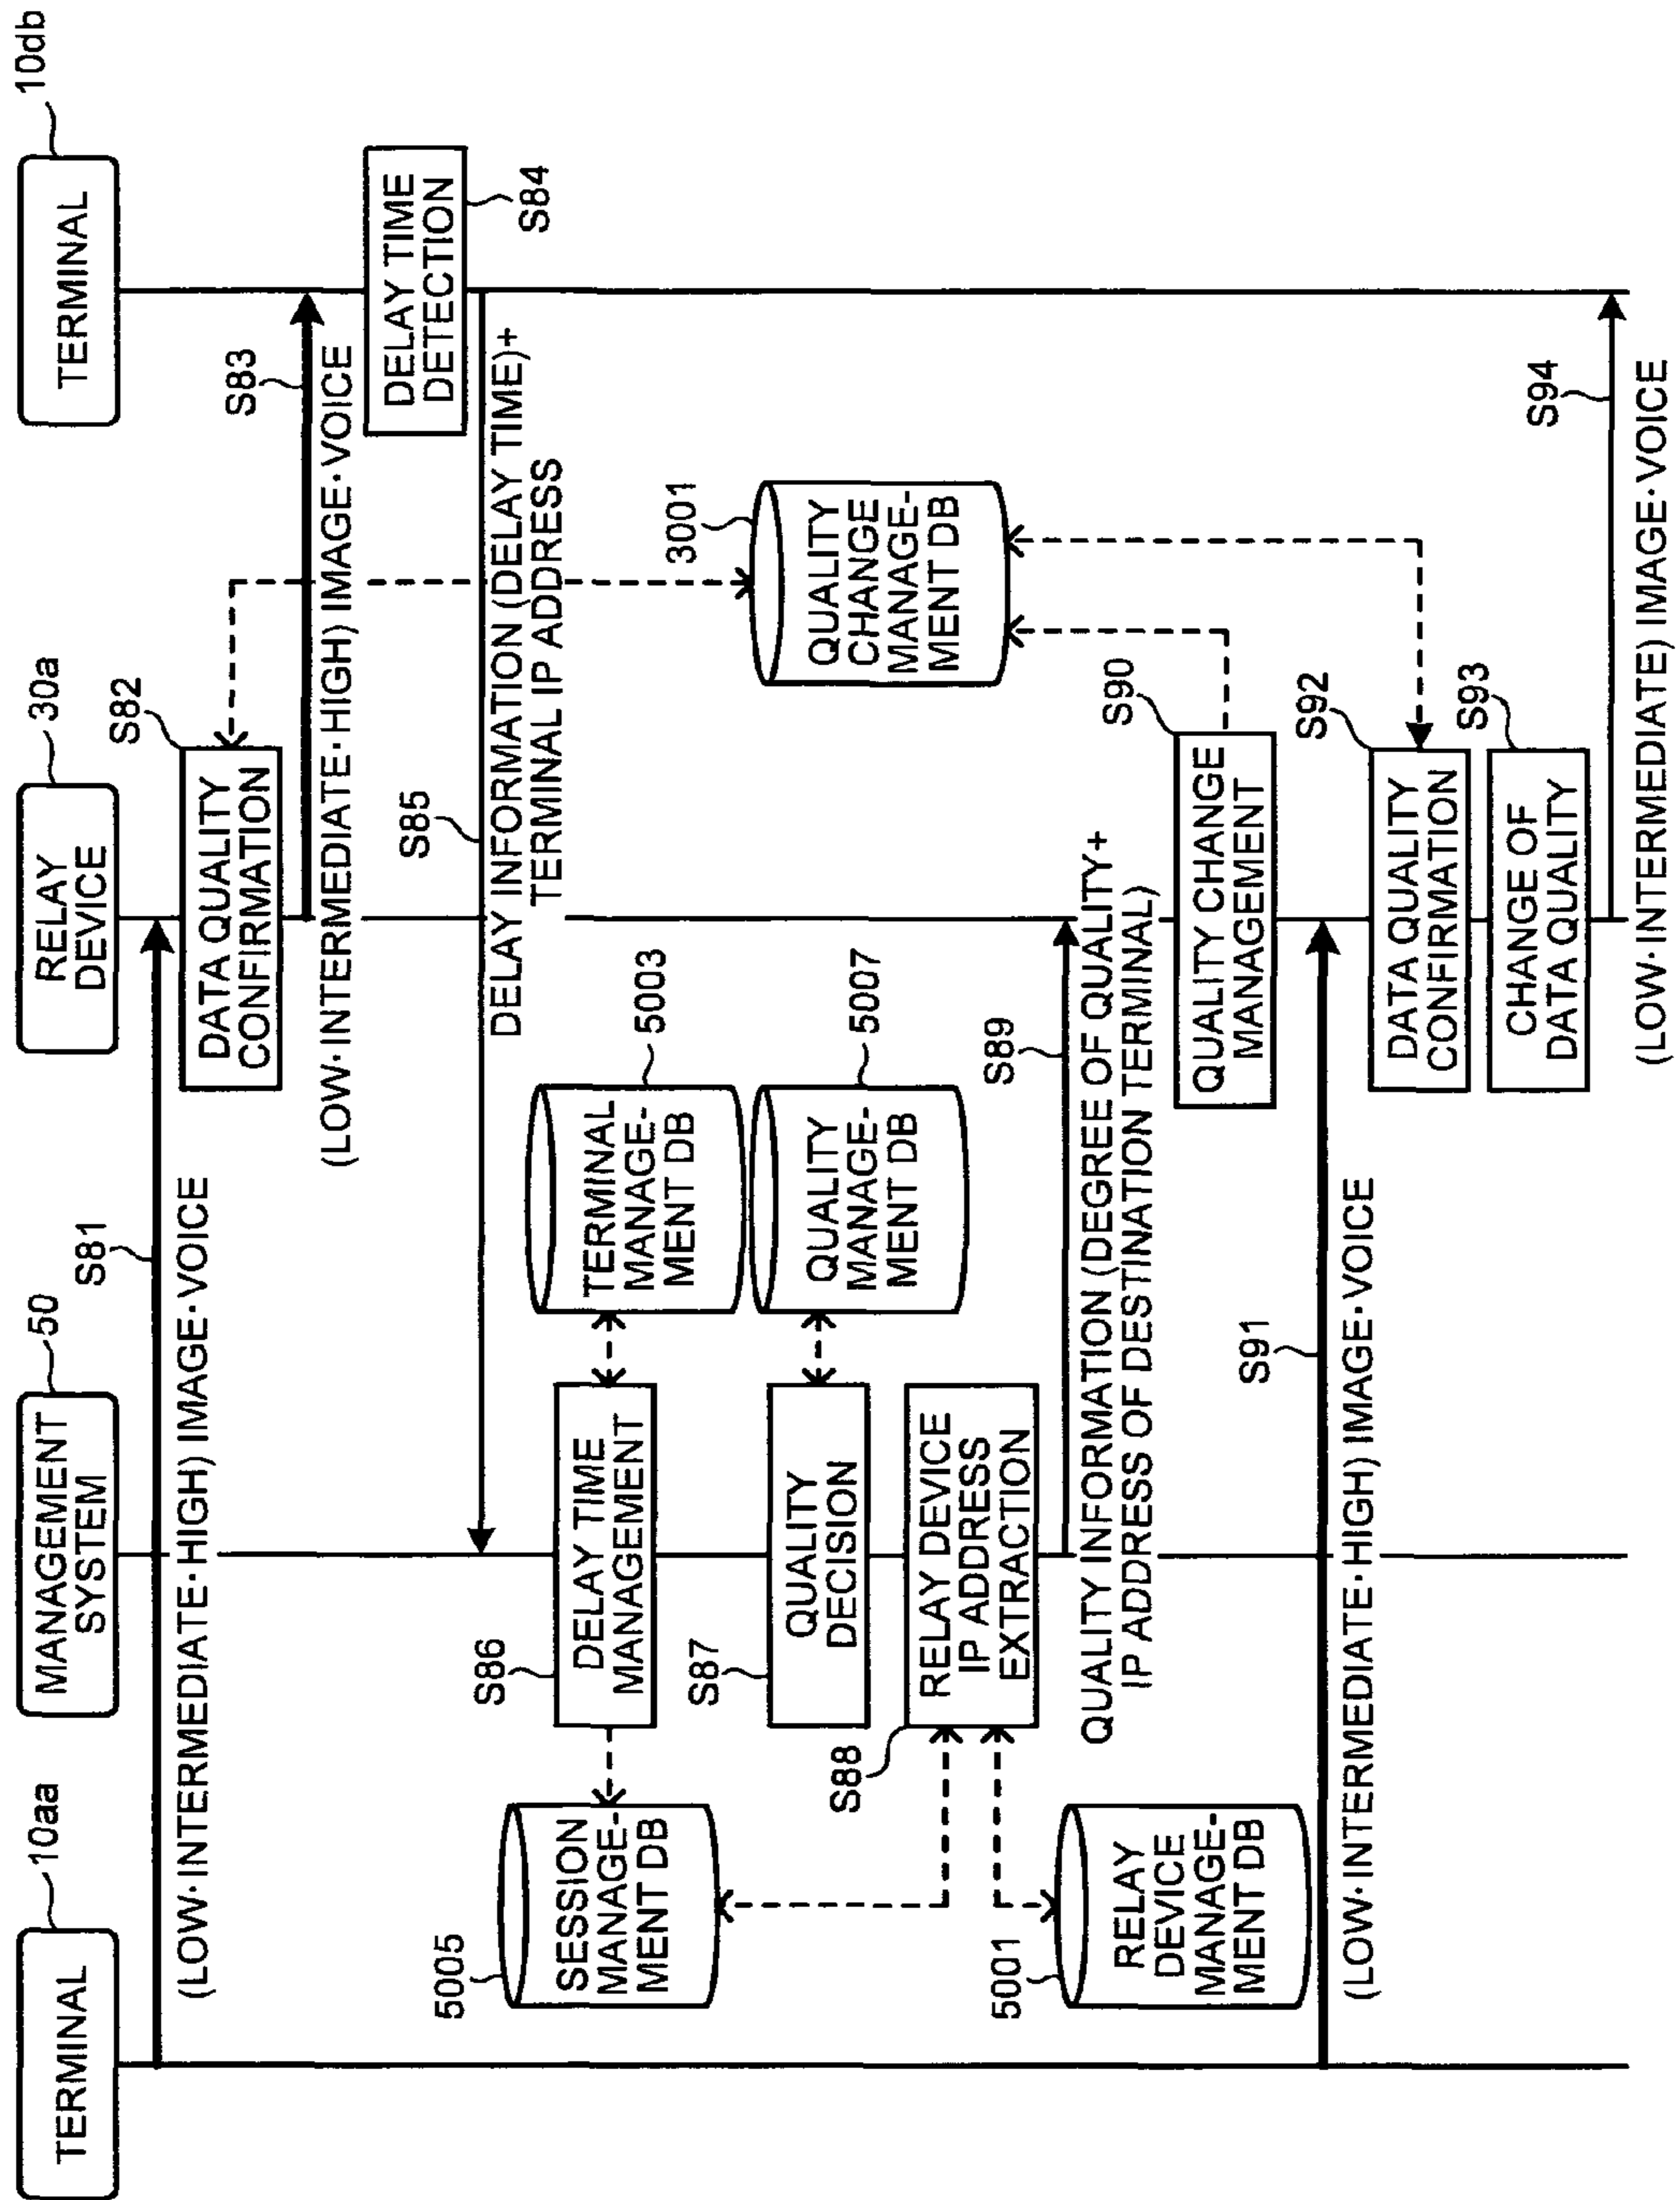 TERMINAL
10aa
MANAGEMENT
SYSTEM
50
RELAY
DEVICE
30a
TERMINAL
10db
S81
(LOW·INTERMEDIATE·HIGH) IMAGE·VOICE
S82
DATA QUALITY
CONFIRMATION
S83
(LOW·INTERMEDIATE·HIGH) IMAGE·VOICE
DELAY TIME
DETECTION
S84
S85
DELAY INFORMATION (DELAY TIME)+
TERMINAL IP ADDRESS
5005
SESSION
MANAGE-
MENT DB
S86
DELAY TIME
MANAGEMENT
TERMINAL
MANAGE-
MENT DB
5003
3001
QUALITY
CHANGE
MANAGE-
MENT DB
S87
QUALITY
DECISION
QUALITY
MANAGE-
MENT DB
5007
S88
RELAY DEVICE
IP ADDRESS
EXTRACTION
5001
RELAY
DEVICE
MANAGE-
MENT DB
S89
QUALITY INFORMATION (DEGREE OF QUALITY+
IP ADDRESS OF DESTINATION TERMINAL)
S90
QUALITY CHANGE
MANAGEMENT
S91
(LOW·INTERMEDIATE·HIGH) IMAGE·VOICE
S92
DATA QUALITY
CONFIRMATION
S93
CHANGE OF
DATA QUALITY
S94
(LOW·INTERMEDIATE) IMAGE·VOICE